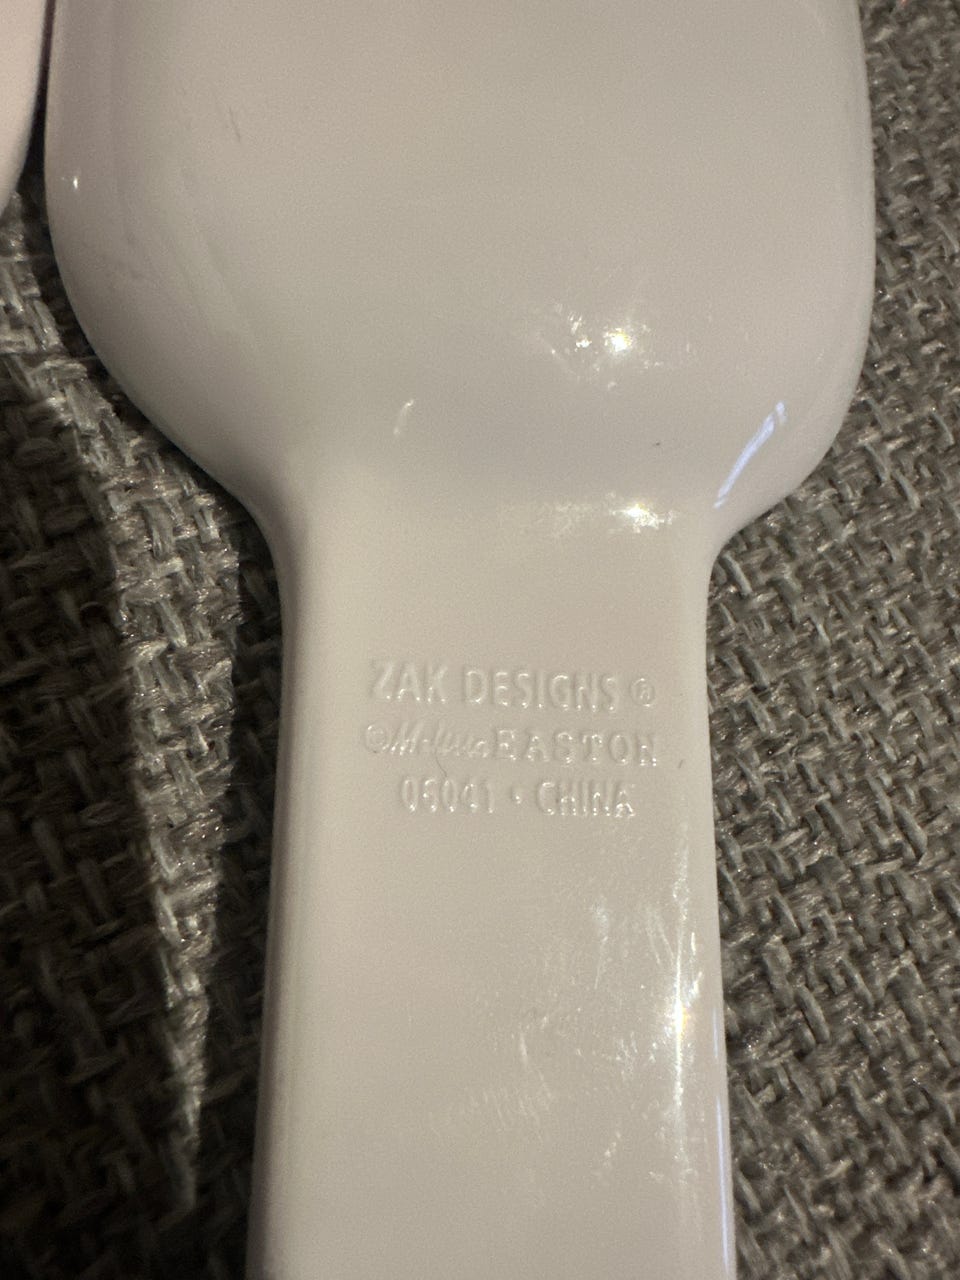 ZAK DESIGNS ®
© EASTON
06041 • CHINA